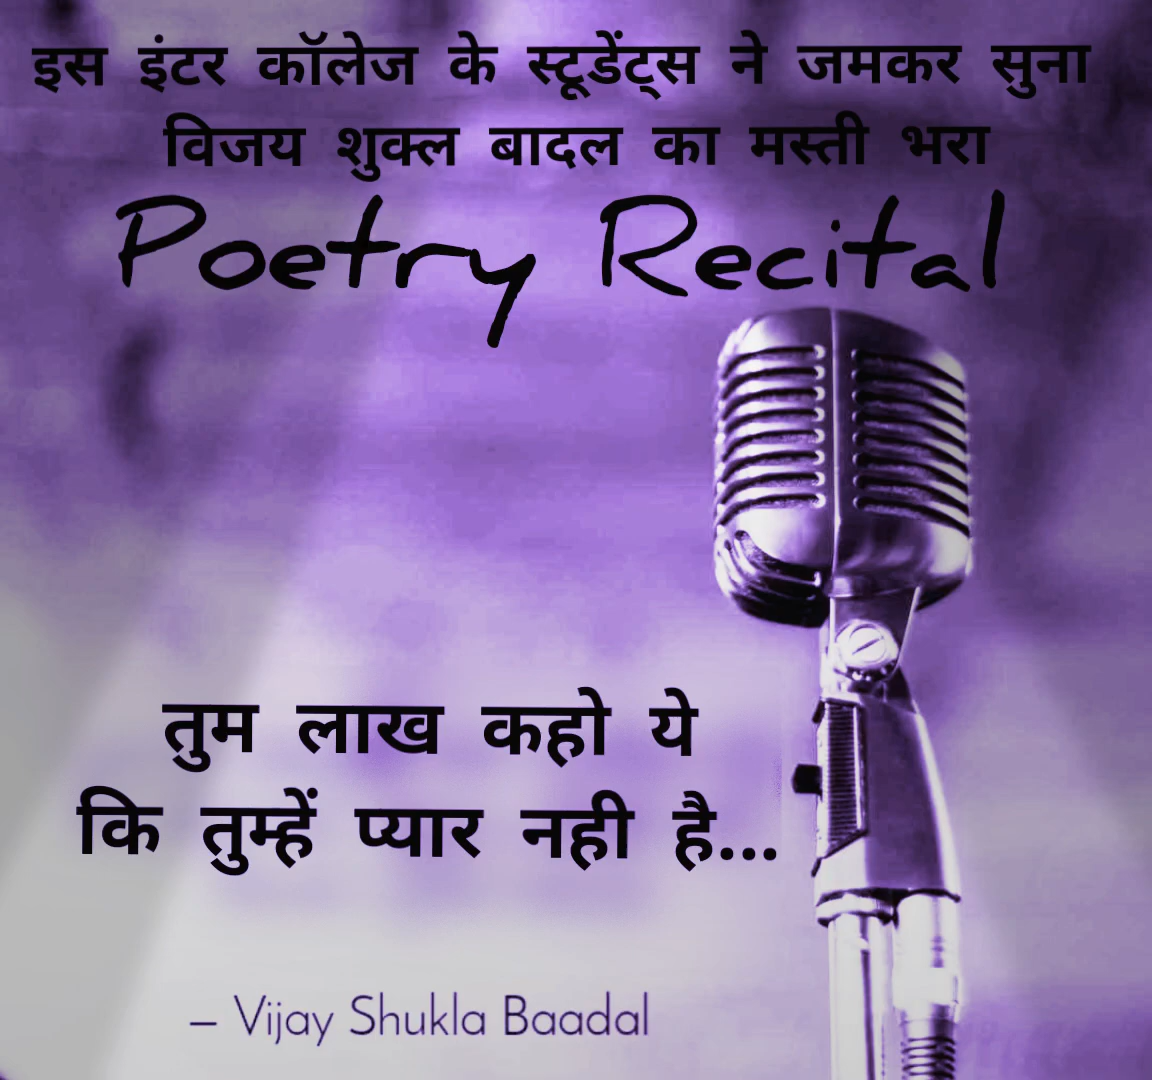 इस इंटर कॉलेज के स्टूडेंट्स ने जमकर सुना
विजय शुक्ल बादल का मस्ती भरा
Poetry Recital
तुम लाख कहो ये
कि तुम्हें प्यार नही है...
– Vijay Shukla Baadal